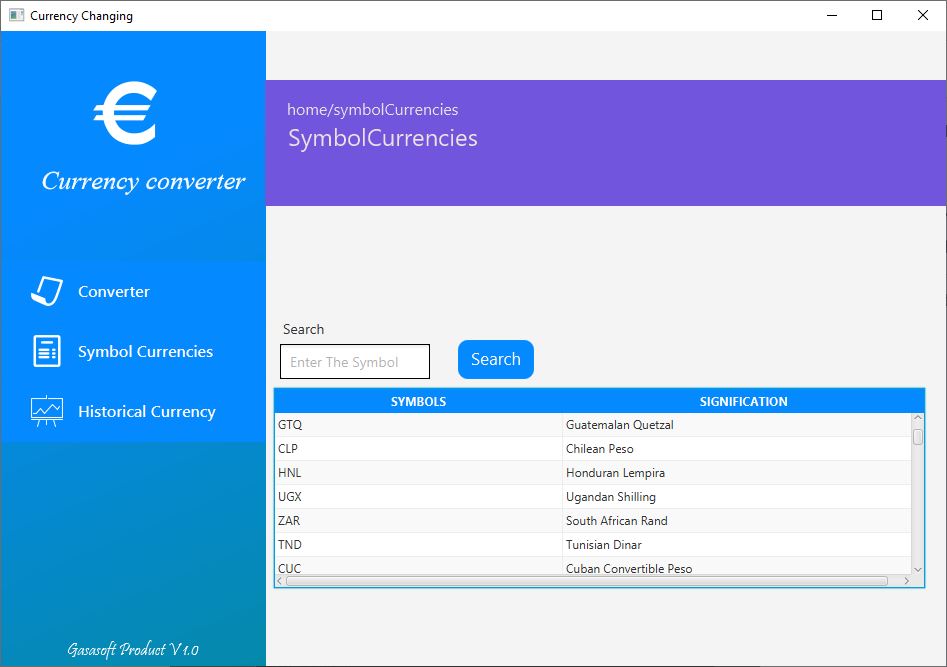 Currency Changing
€
Currency converter
Converter
Symbol Currencies
Historical Currency
Gasasoft Product V 1.0
home/symbolCurrencies
SymbolCurrencies
Search
Enter The Symbol
Search
SYMBOLS SIGNIFICATION
GTQ Guatemalan Quetzal
CLP Chilean Peso
HNL Honduran Lempira
UGX Ugandan Shilling
ZAR South African Rand
TND Tunisian Dinar
CUC Cuban Convertible Peso